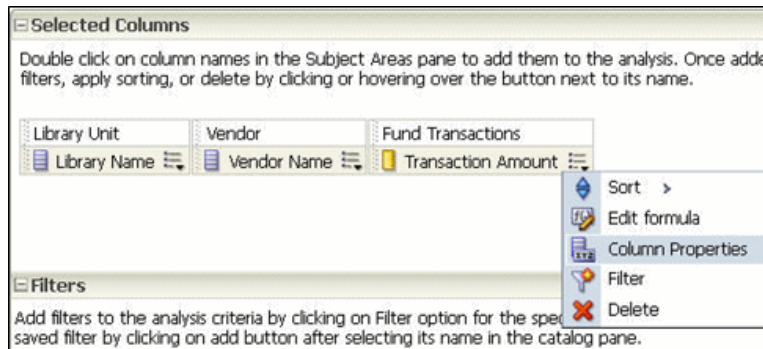 Selected Columns
Double click on column names in the Subject Areas pane to add them to the analysis. Once adde
filters, apply sorting, or delete by clicking or hovering over the button next to its name.
Library Unit Vendor Fund Transactions
Library Name Vendor Name Transaction Amount
Sort >
Edit formula
Column Properties
Filter
Delete
Filters
Add filters to the analysis criteria by clicking on Filter option for the spec
saved filter by clicking on add button after selecting its name in the catalog pane.